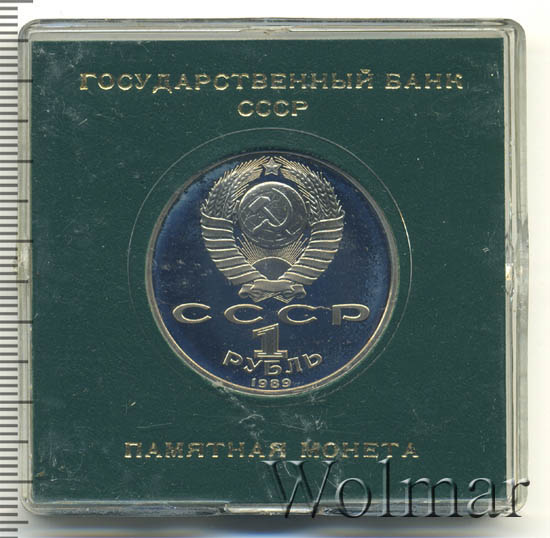 ГОСУДАРСТВЕННЫЙ БАНК
СССР
СССР
1
РУБЛЬ
1989
ПАМЯТНАЯ МОНЕТА
Wolmar